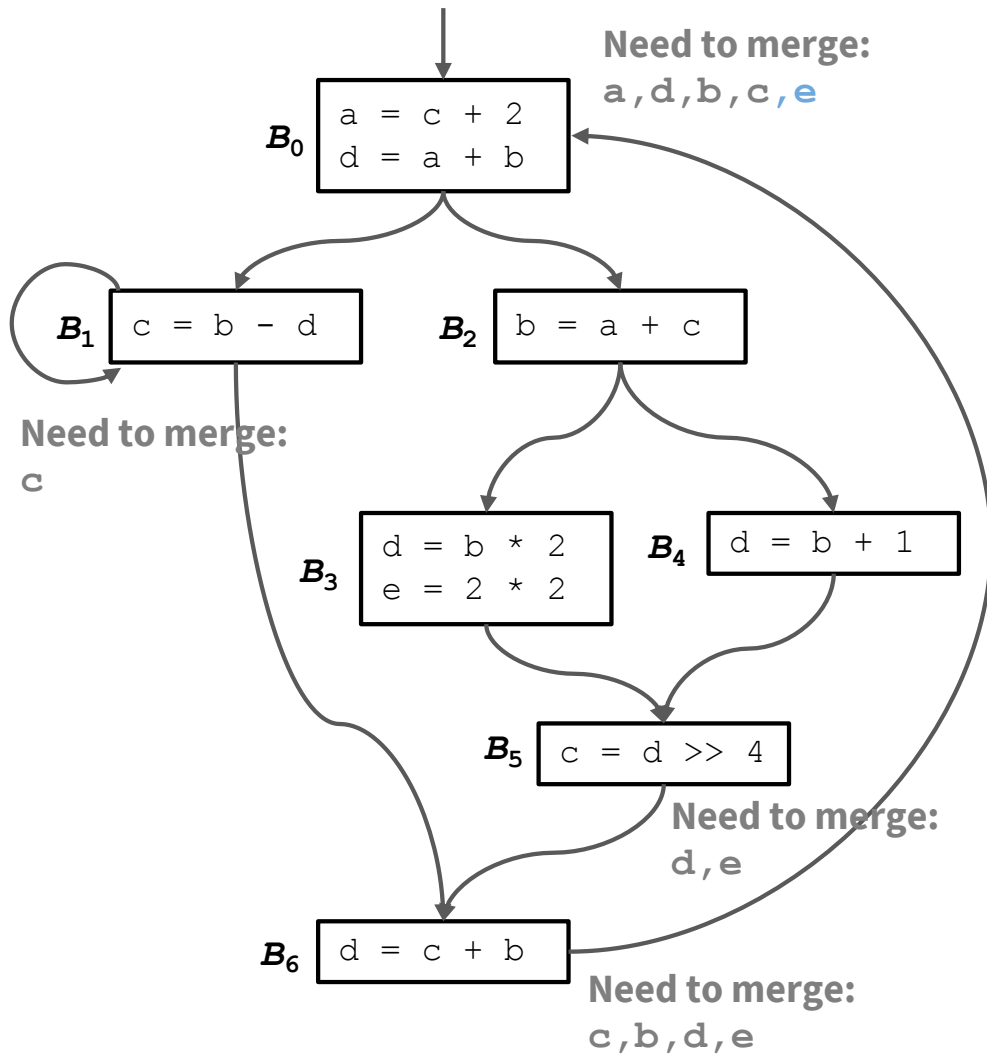 Need to merge:
a,d,b,c,e
B0
a = c + 2
d = a + b
B1
c = b - d
B2
b = a + c
Need to merge:
c
B3
d = b * 2
e = 2 * 2
B4
d = b + 1
B5
c = d >> 4
Need to merge:
d,e
B6
d = c + b
Need to merge:
c,b,d,e